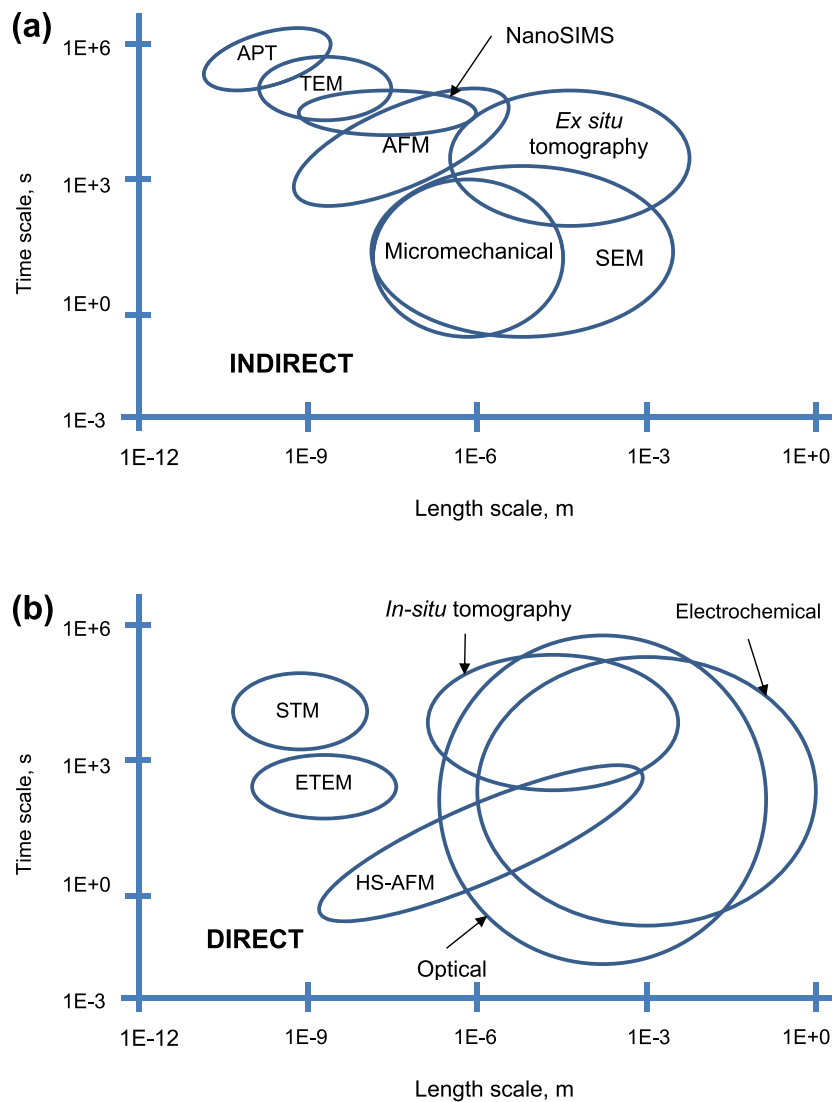 (a)
1E+6
1E+3
1E+0
1E-3
Time scale, s
APT
TEM
NanoSIMS
AFM
Ex situ
tomography
Micromechanical
SEM
INDIRECT
1E-12
1E-9
1E-6
1E-3
1E+0
Length scale, m
(b)
1E+6
1E+3
1E+0
1E-3
Time scale, s
In-situ tomography
Electrochemical
STM
ETEM
HS-AFM
DIRECT
Optical
1E-12
1E-9
1E-6
1E-3
1E+0
Length scale, m